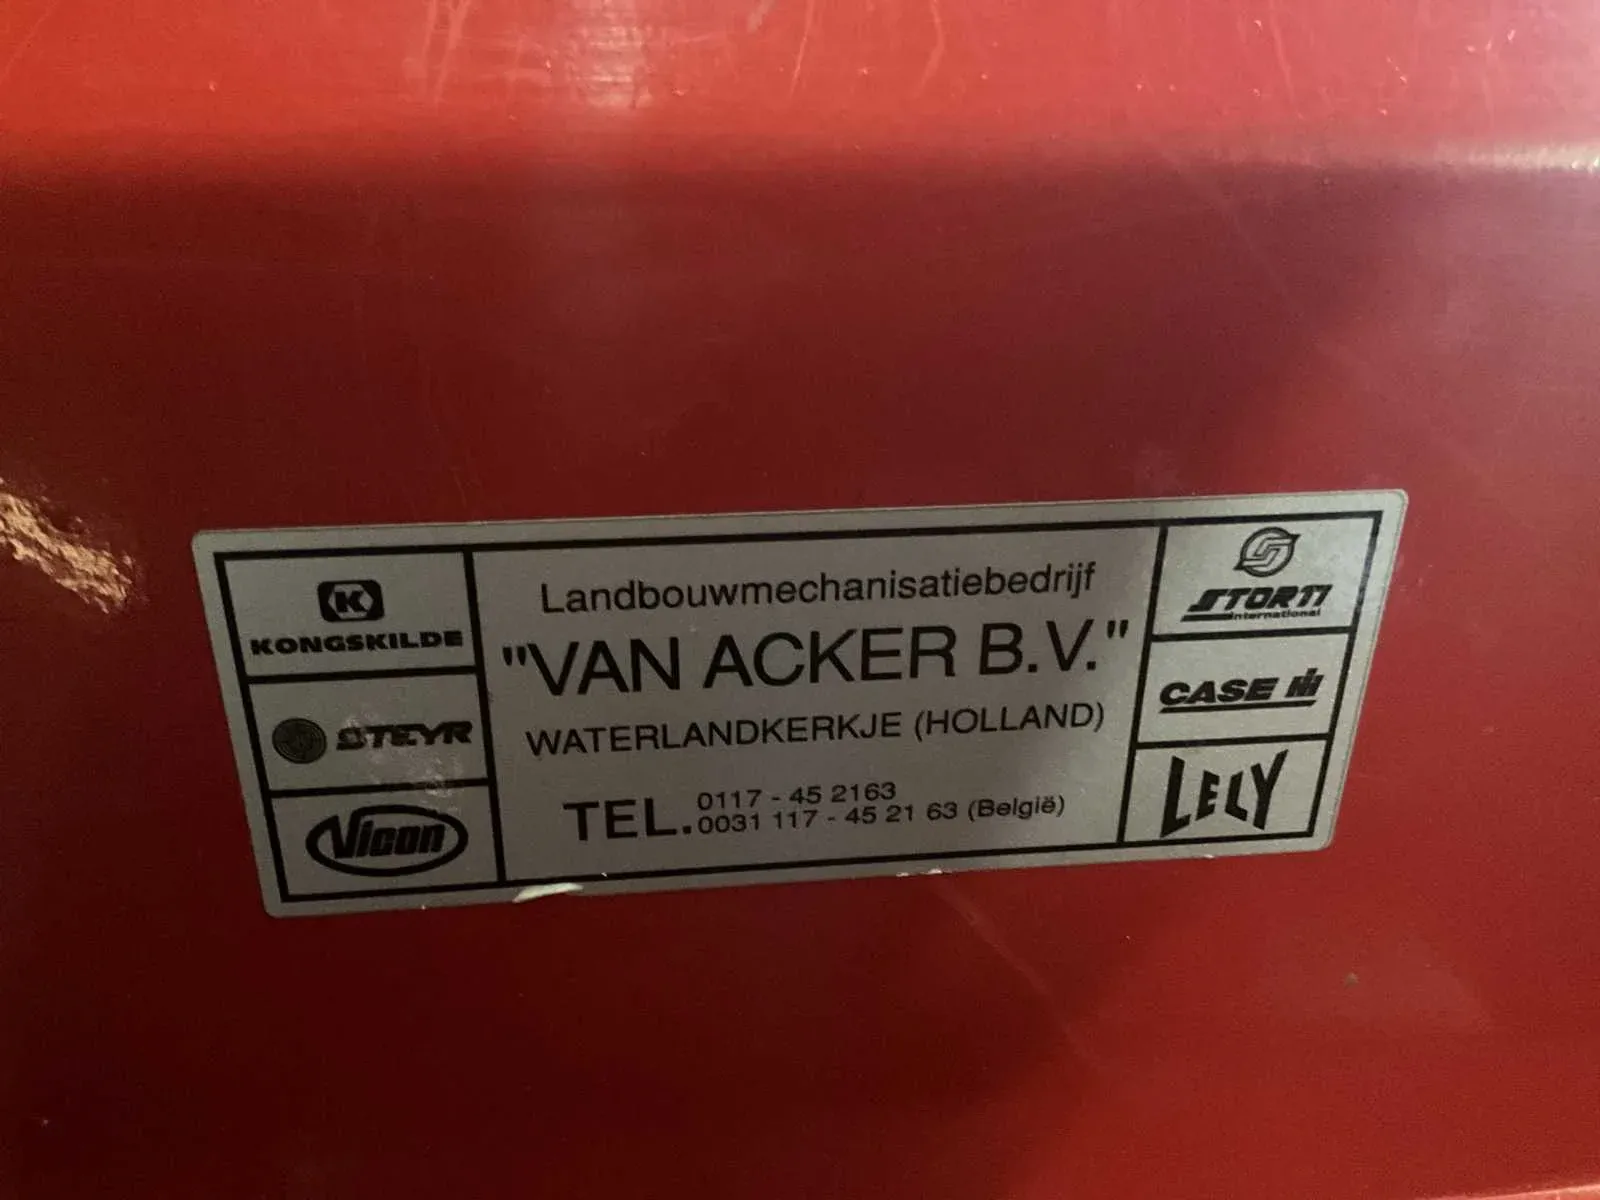 KONGSKILDE
STEYR
Vicon
Landbouwmechanisatiebedrijf
"VAN ACKER B.V."
WATERLANDKERKJE (HOLLAND)
TEL. 0117 - 45 2163
0031 117 - 45 21 63 (België)
STORTI
International
CASE IH
LELY